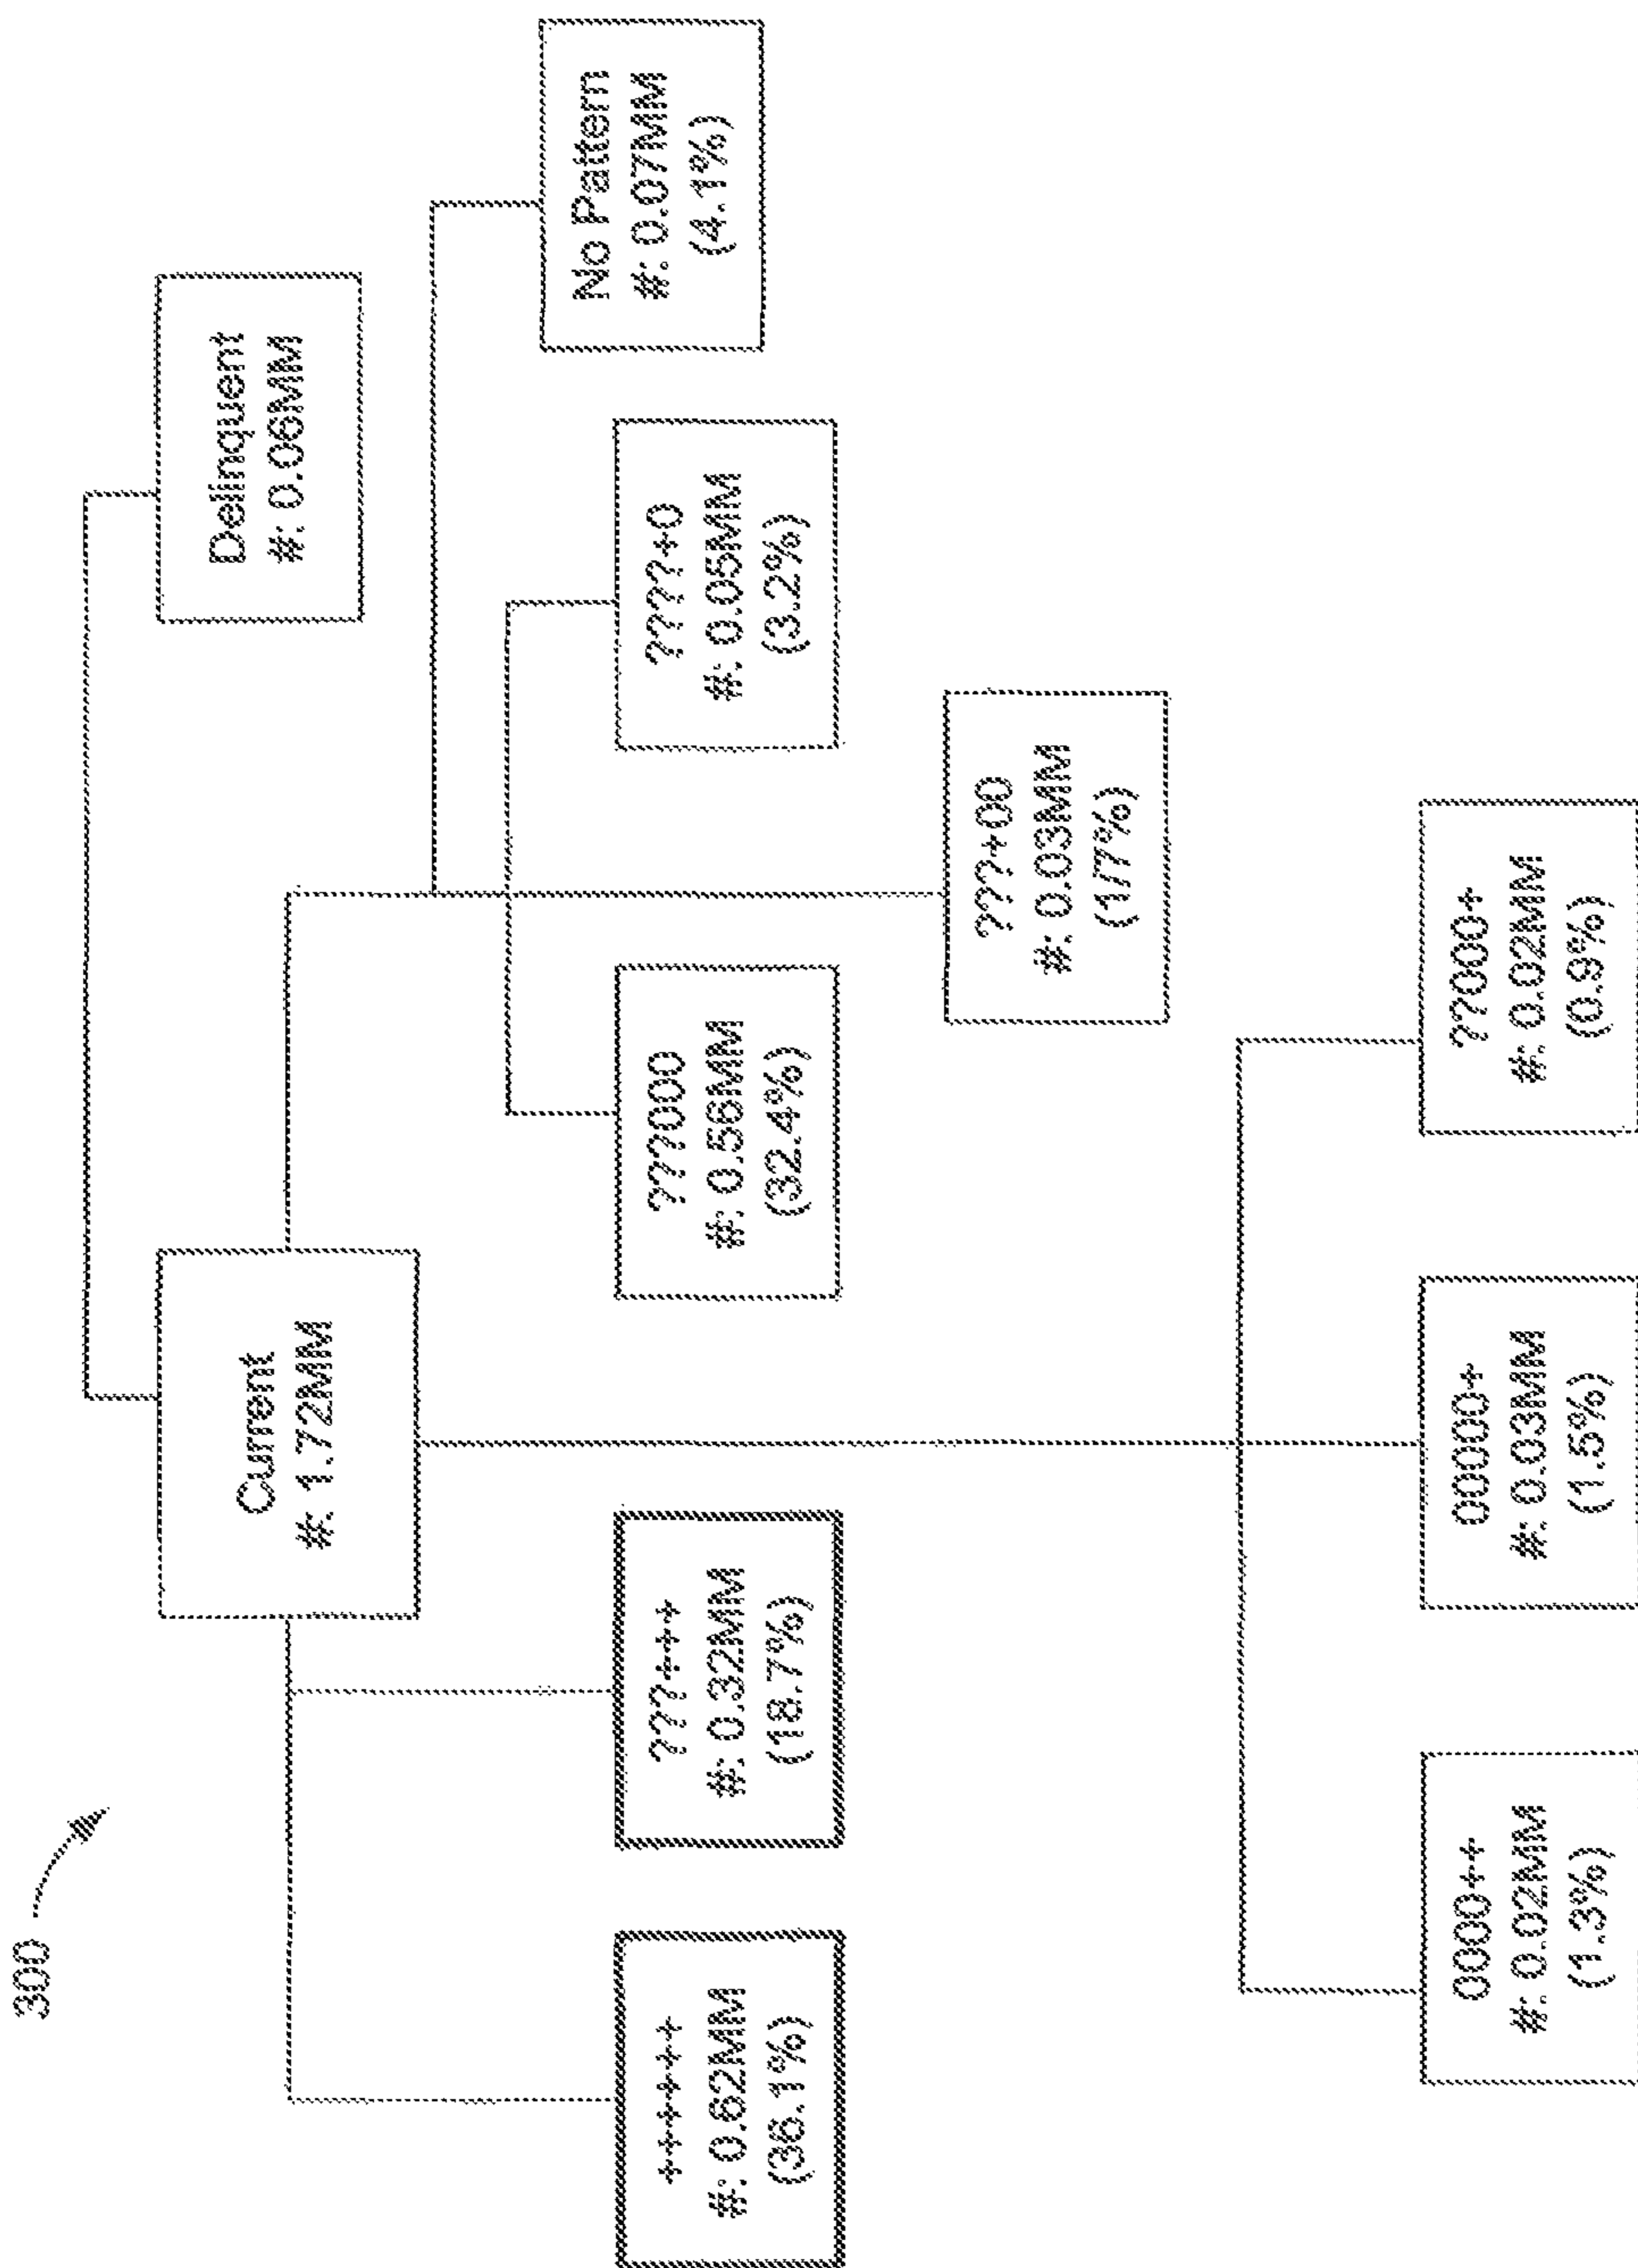 300
Current
#: 1.72MM
Delinquent
#: 0.06MM
++++++
#: 0.62MM
(36.1%)
???+++
#: 0.32MM
(18.7%)
???000
#: 0.56MM
(32.4%)
????+0
#: 0.05MM
(3.2%)
No Pattern
#: 0.07MM
(4.1%)
???+00
#: 0.03MM
(1/7%)
0000++
#: 0.02MM
(1.3%)
00000+
#: 0.03MM
(1.5%)
??000+
#: 0.02MM
(0.9%)